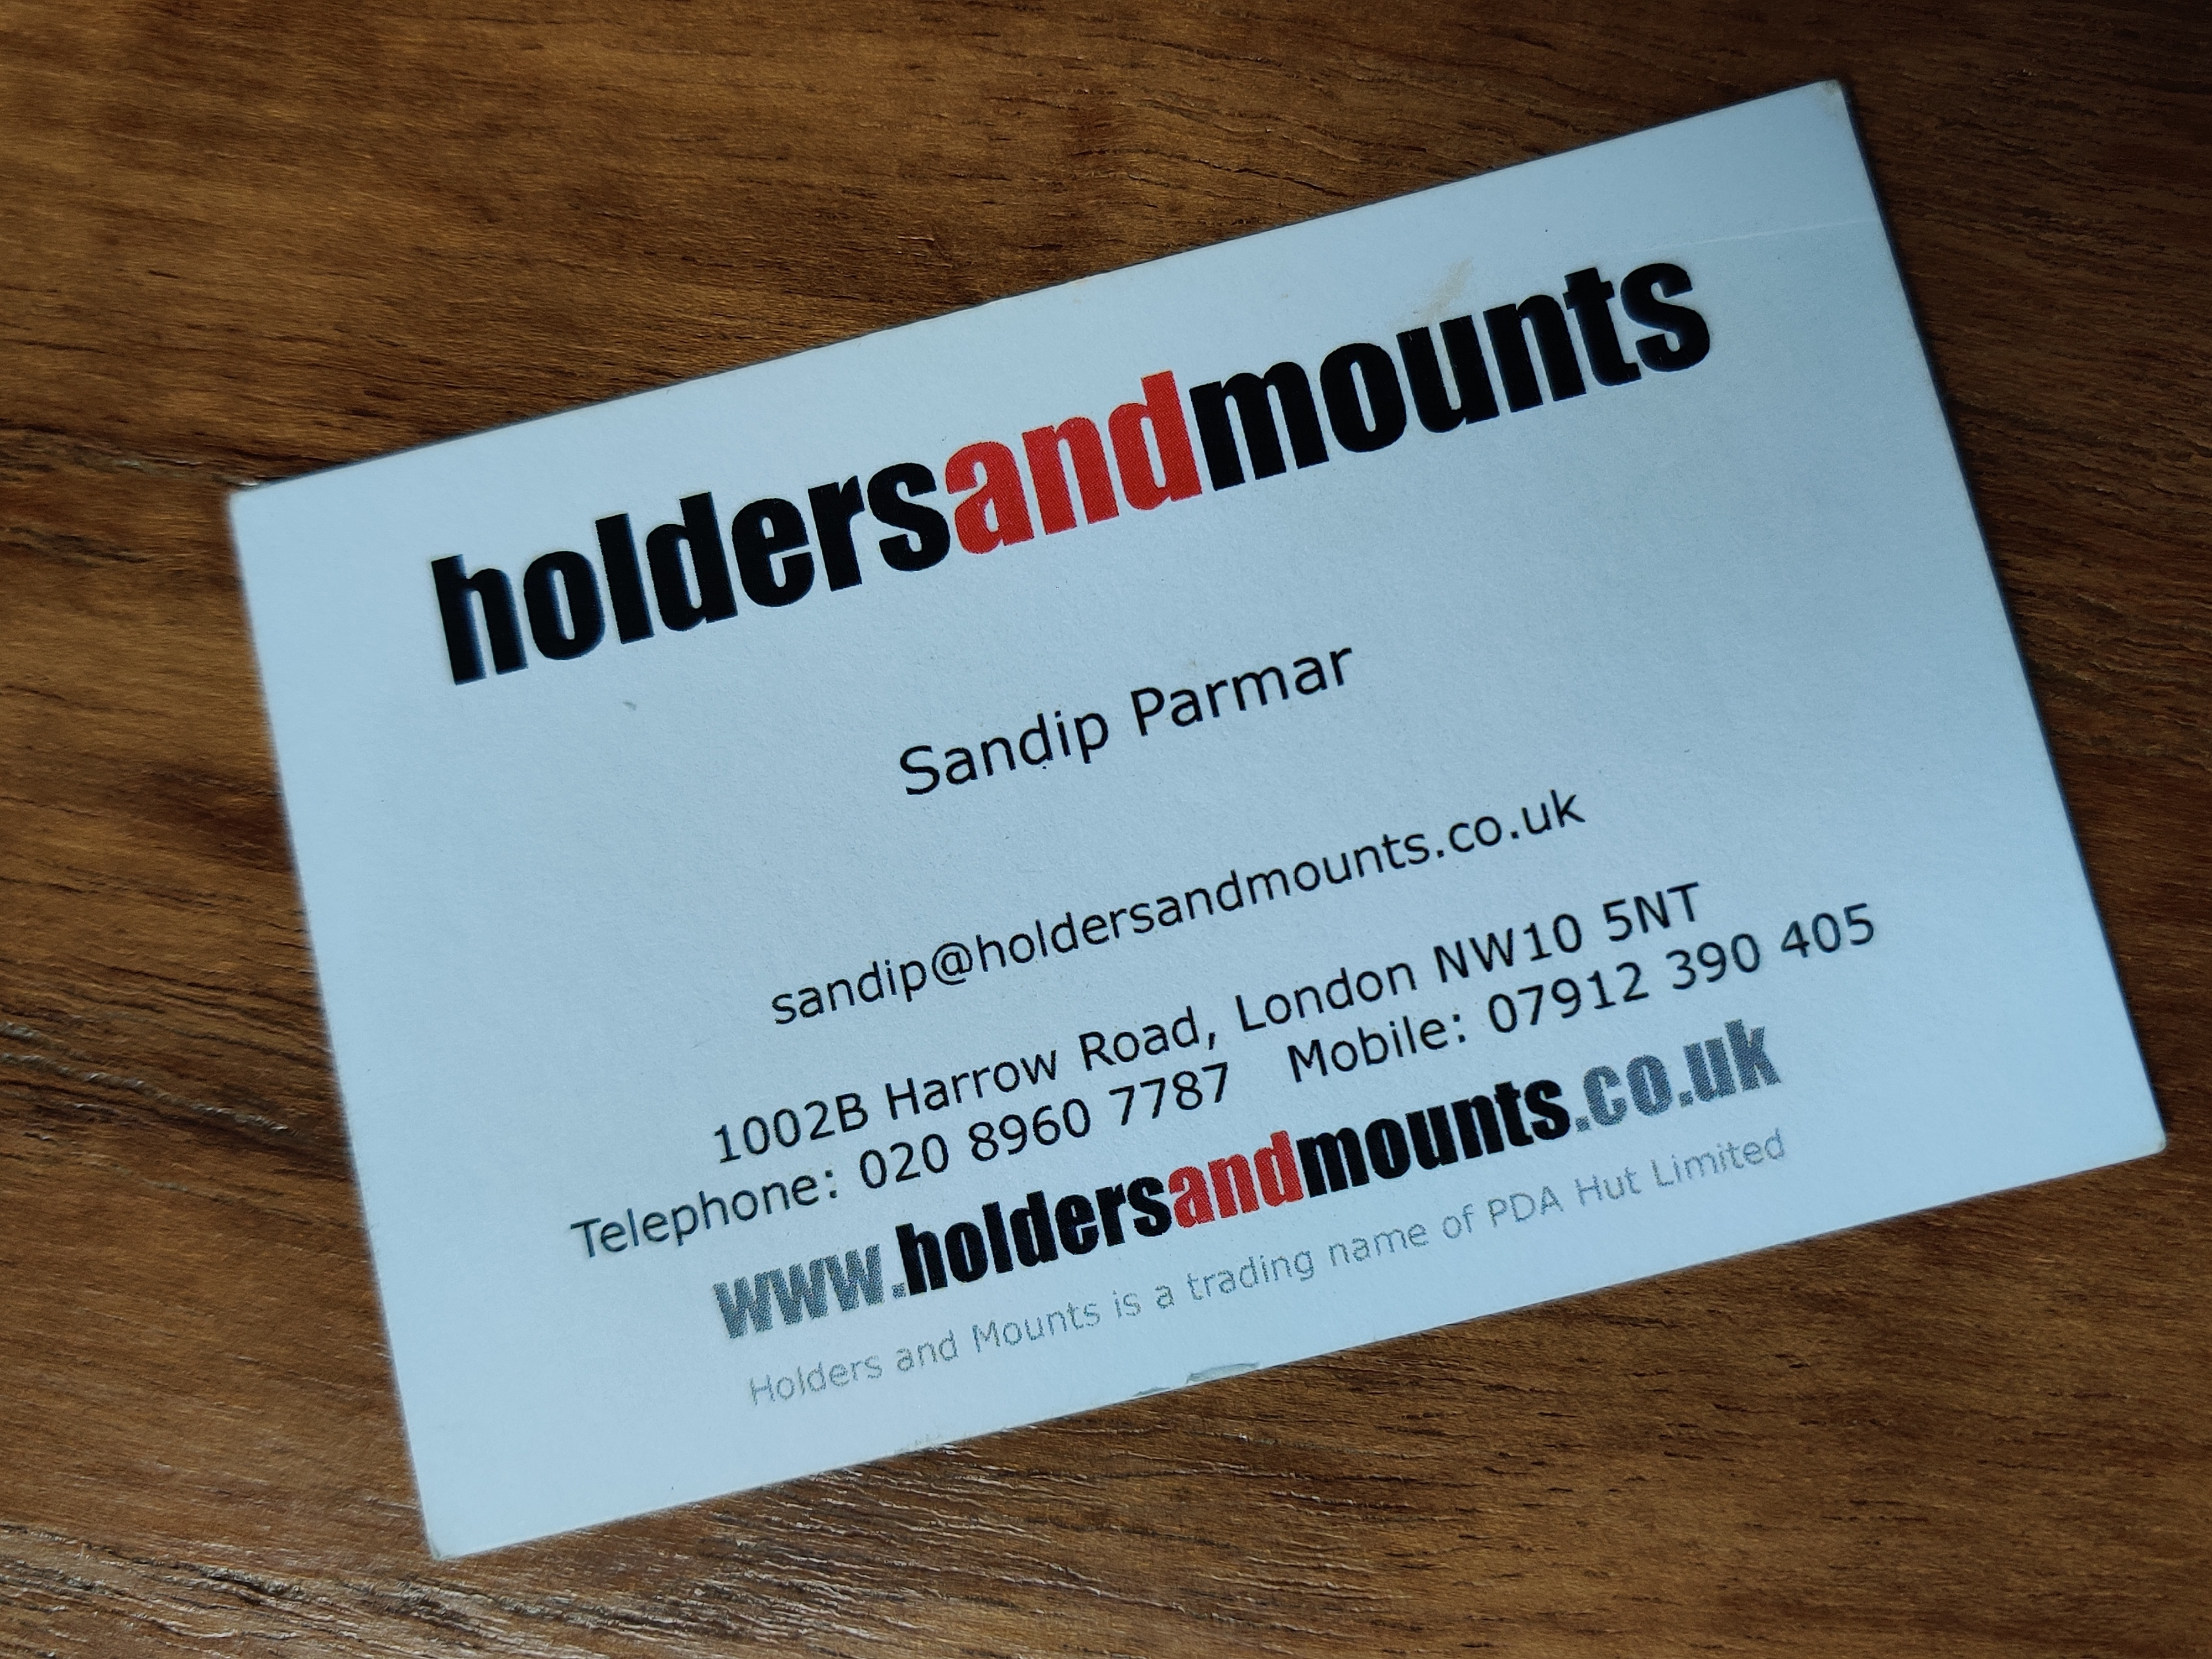 holdersandmounts
Sandip Parmar
sandip@holdersandmounts.co.uk
1002B Harrow Road, London NW10 5NT
Telephone: 020 8960 7787 Mobile: 07912 390 405
www.holdersandmounts.co.uk
Holders and Mounts is a trading name of PDA Hut Limited